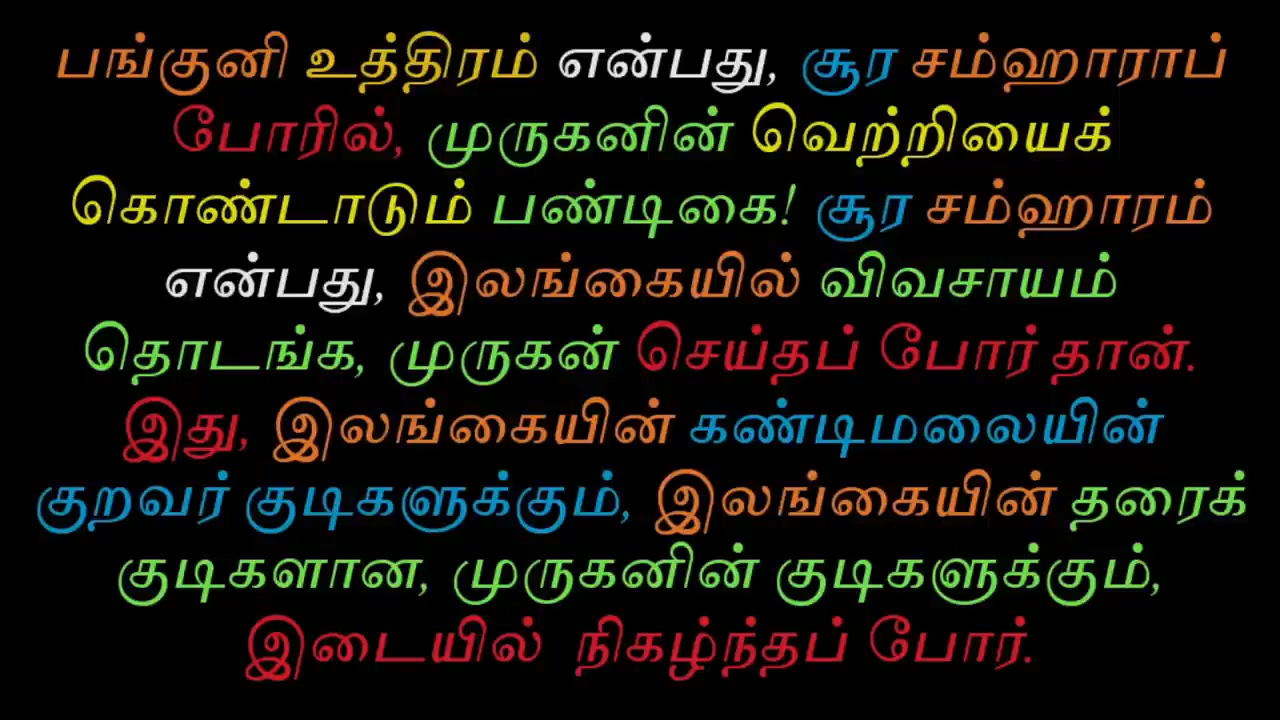 பங்குனி உத்திரம் என்பது, சூர சம்ஹாராப்
போரில், முருகனின் வெற்றியைக்
கொண்டாடும் பண்டிகை! சூர சம்ஹாரம்
என்பது, இலங்கையில் விவசாயம்
தொடங்க, முருகன் செய்தப் போர் தான்.
இது, இலங்கையின் கண்டிமலையின்
குறவர் குடிகளுக்கும், இலங்கையின் தரைக்
குடிகளான, முருகனின் குடிகளுக்கும்,
இடையில் நிகழ்ந்தப் போர்.